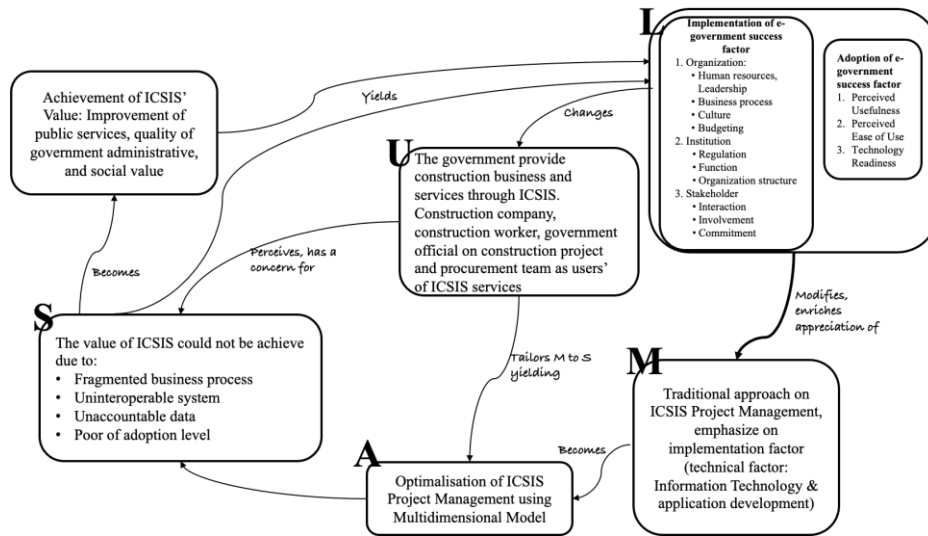 L
Implementation of e-
government success
factor
1. Organization:
• Human resources,
Leadership
• Business process
• Culture
• Budgeting
2. Institution
• Regulation
• Function
• Organization structure
3. Stakeholder
• Interaction
• Involvement
• Commitment
Adoption of e-
government success
factor
1. Perceived
Usefulness
2. Perceived
Ease of Use
3. Technology
Readiness
Achievement of ICSIS'
Value: Improvement of
public services, quality of
government administrative,
and social value
Yields
Changes
U
The government provide
construction business and
services through ICSIS.
Construction company,
construction worker, government
official on construction project
and procurement team as users'
of ICSIS services
Perceives, has a
concern for
Becomes
Modifies,
enriches
appreciation of
S
The value of ICSIS could not be achieve
due to:
• Fragmented business process
• Uninteroperable system
• Unaccountable data
• Poor of adoption level
Tailors M to S
yielding
M
Traditional approach on
ICSIS Project Management,
emphasize on
implementation factor
(technical factor:
Information Technology &
application development)
Becomes
A
Optimalisation of ICSIS
Project Management using
Multidimensional Model